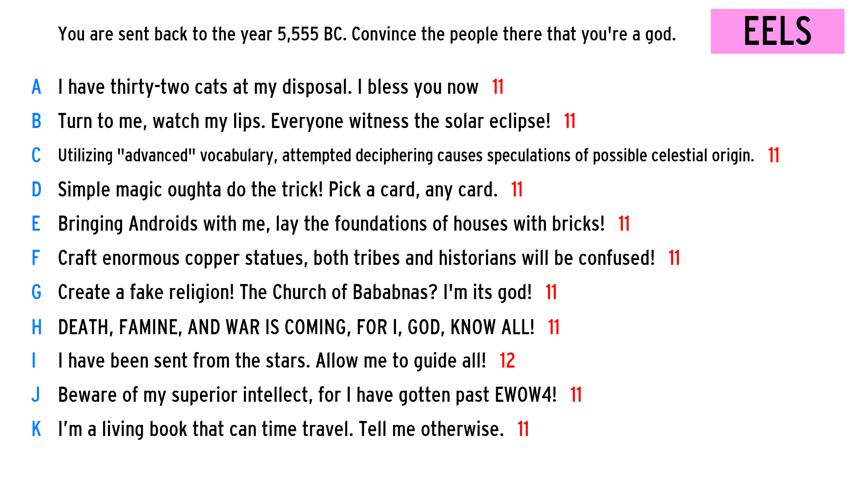 You are sent back to the year 5,555 BC. Convince the people there that you're a god.
EELS
A I have thirty-two cats at my disposal. I bless you now 11
B Turn to me, watch my lips. Everyone witness the solar eclipse! 11
C Utilizing "advanced" vocabulary, attempted deciphering causes speculations of possible celestial origin. 11
D Simple magic oughta do the trick! Pick a card, any card. 11
E Bringing Androids with me, lay the foundations of houses with bricks! 11
F Craft enormous copper statues, both tribes and historians will be confused! 11
G Create a fake religion! The Church of Bababnas? I'm its god! 11
H DEATH, FAMINE, AND WAR IS COMING, FOR I, GOD, KNOW ALL! 11
I I have been sent from the stars. Allow me to guide all! 12
J Beware of my superior intellect, for I have gotten past EWOW4! 11
K I’m a living book that can time travel. Tell me otherwise. 11